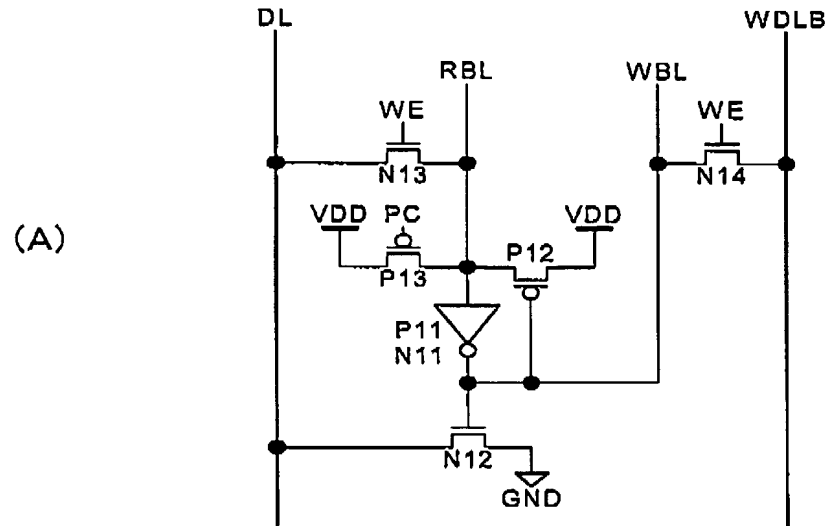 DL
WDLB
RBL
WBL
WE
WE
N13
N14
(A)
VDD
PC
VDD
P12
P13
P11
N11
N12
GND